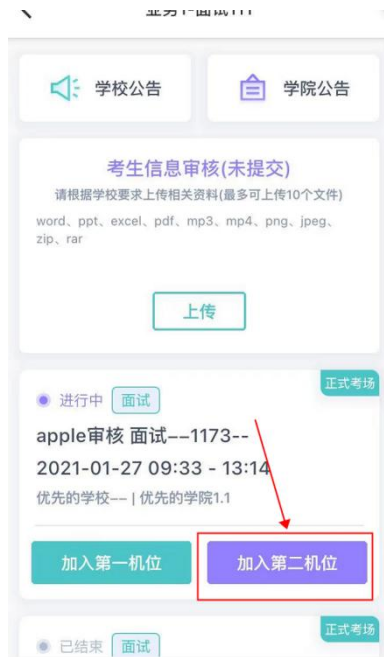 学校公告
学院公告
考生信息审核(未提交)
请根据学校要求上传相关资料(最多可上传10个文件)
word、ppt、excel、pdf、mp3、mp4、png、jpeg、
zip、rar
上传
正式考场
进行中 面试
apple审核 面试––1173--
2021-01-27 09:33 - 13:14
优先的学校–– | 优先的学院1.1
加入第一机位
加入第二机位
正式考场
已结束 面试